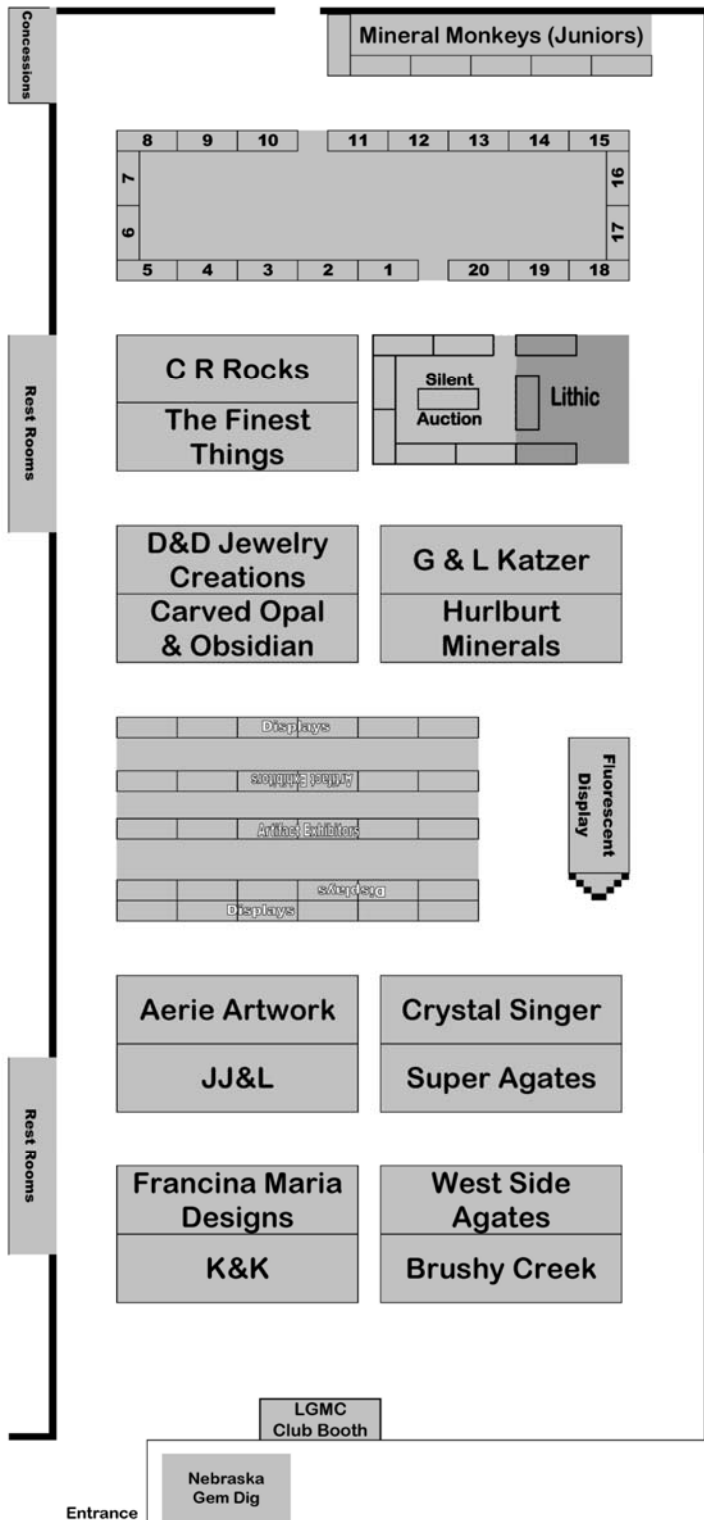 Concessions
Mineral Monkeys (Juniors)
8 9 10 11 12 13 14 15
7 16
6 17
5 4 3 2 1 20 19 18
Rest Rooms
C R Rocks
The Finest
Things
Silent
Auction
Lithic
D&D Jewelry
Creations
Carved Opal
& Obsidian
G & L Katzer
Hurlburt
Minerals
Displays
Artifact Exhibitors
Artifact Exhibitors
Displays
Displays
Fluorescent
Display
Aerie Artwork
JJ&L
Crystal Singer
Super Agates
Rest Rooms
Francina Maria
Designs
K&K
West Side
Agates
Brushy Creek
LGMC
Club Booth
Nebraska
Gem Dig
Entrance